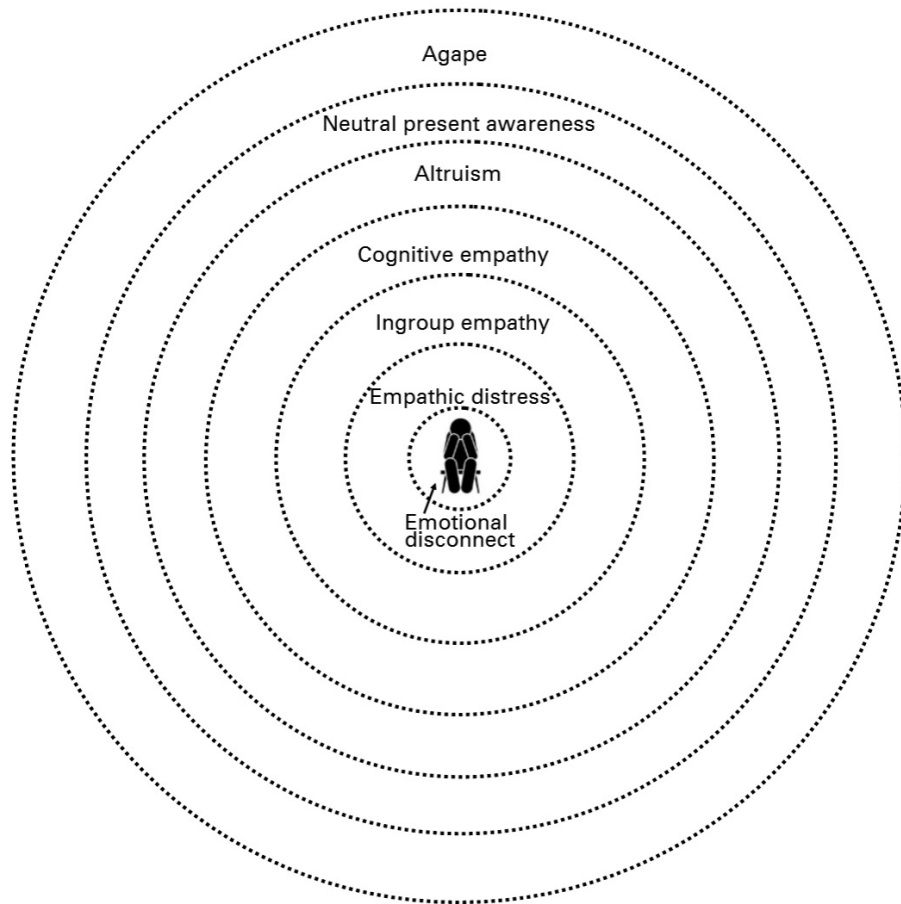 Agape
Neutral present awareness
Altruism
Cognitive empathy
Ingroup empathy
Empathic distress
Emotional
disconnect